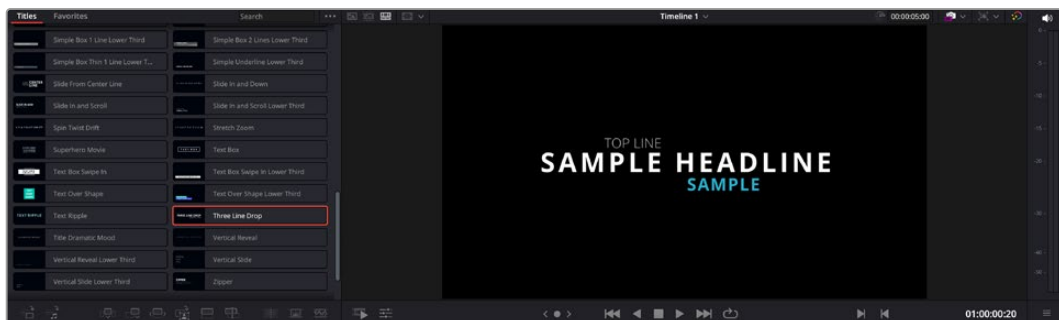 Titles Favorites Search Timeline 1 00:00:05:00
Simple Box 1 Line Lower Third Simple Box 2 Lines Lower Third
Simple Box Thin 1 Line Lower T... Simple Underline Lower Third
Slide From Center Line Slide In and Down
Slide In and Scroll Slide In and Scroll Lower Third
Spin Twist Drift Stretch Zoom
Superhero Movie Text Box
Text Box Swipe In Text Box Swipe In Lower Third
Text Over Shape Text Over Shape Lower Third
Text Ripple Three Line Drop
Title Dramatic Mood Vertical Reveal
Vertical Reveal Lower Third Vertical Slide
Vertical Slide Lower Third Zipper
TOP LINE
SAMPLE HEADLINE
SAMPLE
01:00:00:20